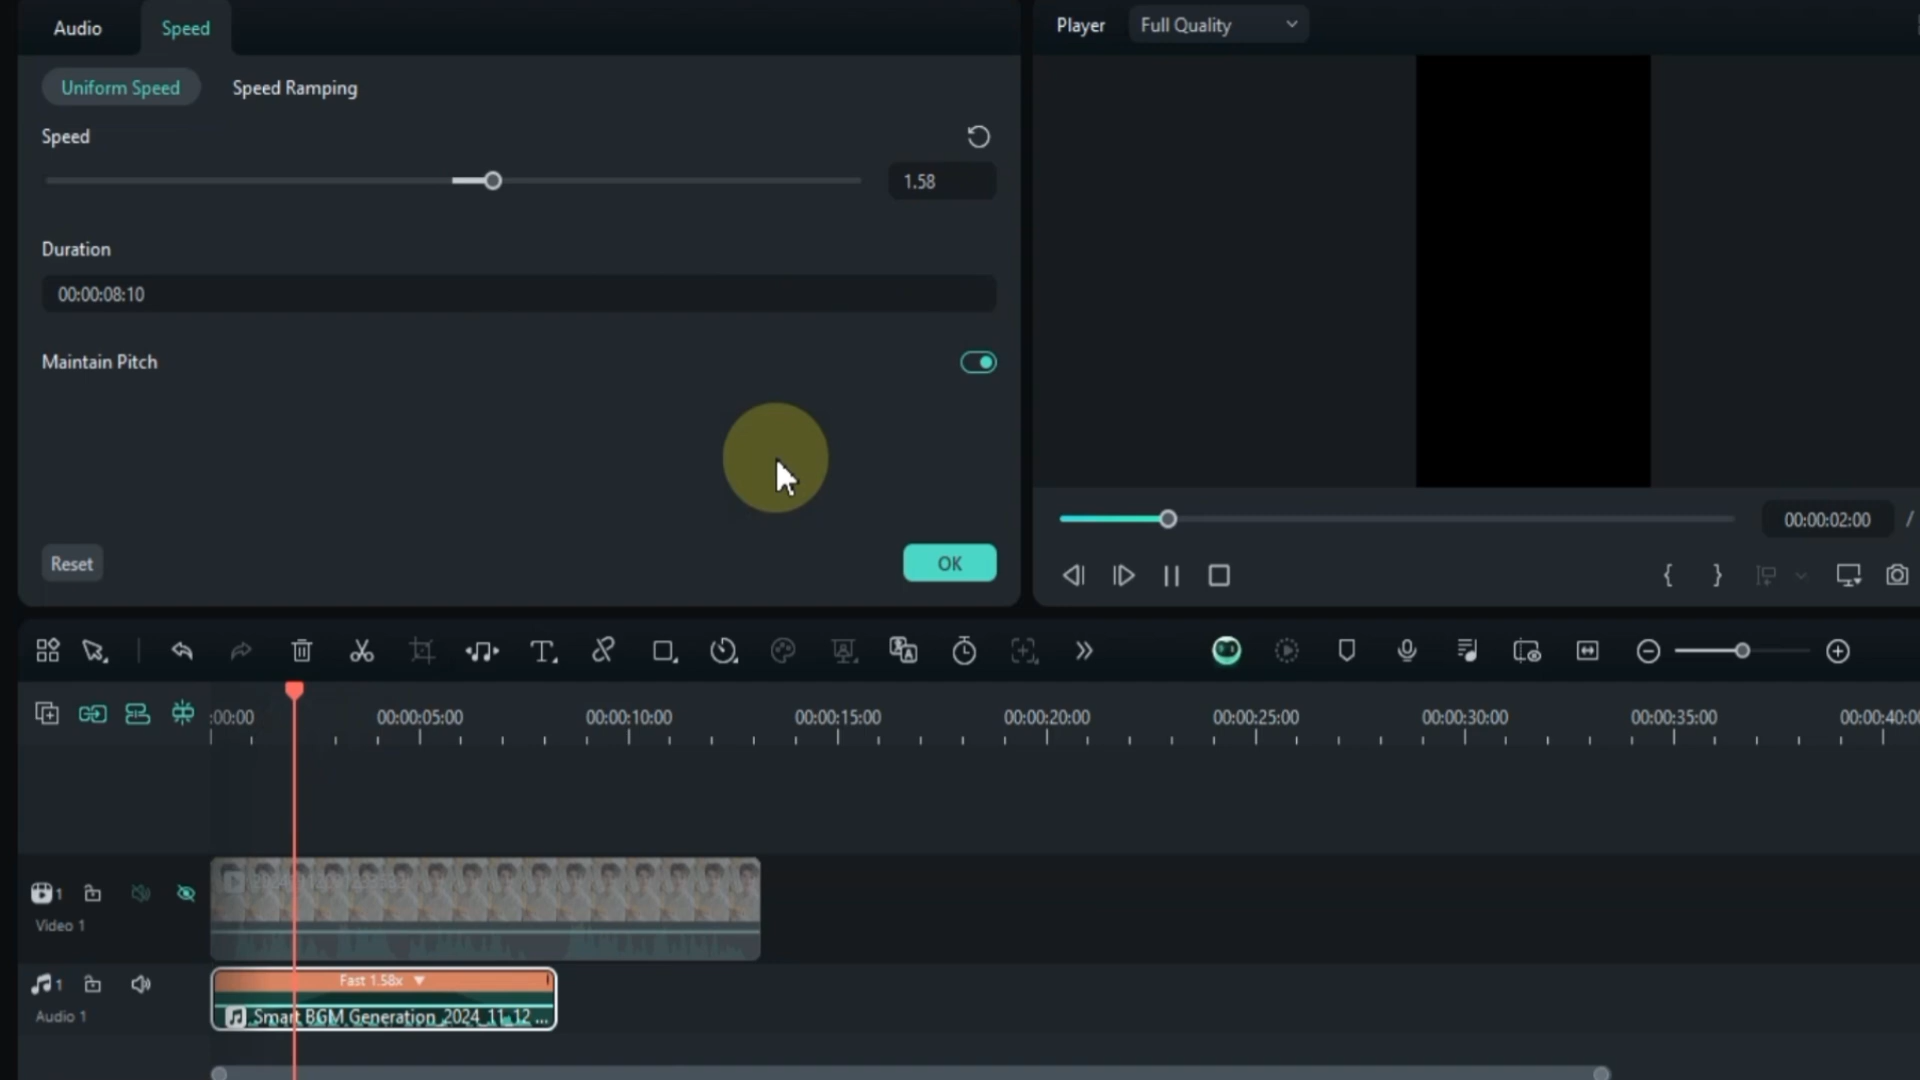 Audio
Speed
Player
Full Quality
Uniform Speed
Speed Ramping
Speed
1.58
Duration
00:00:08:10
Maintain Pitch
Reset
OK
00:00:02:00 /
:00:00
00:00:05:00
00:00:10:00
00:00:15:00
00:00:20:00
00:00:25:00
00:00:30:00
00:00:35:00
00:00:40:00
1
Video 1
Fast 1.58x
1
Smart BGM Generation_2024_11_12 ...
Audio 1